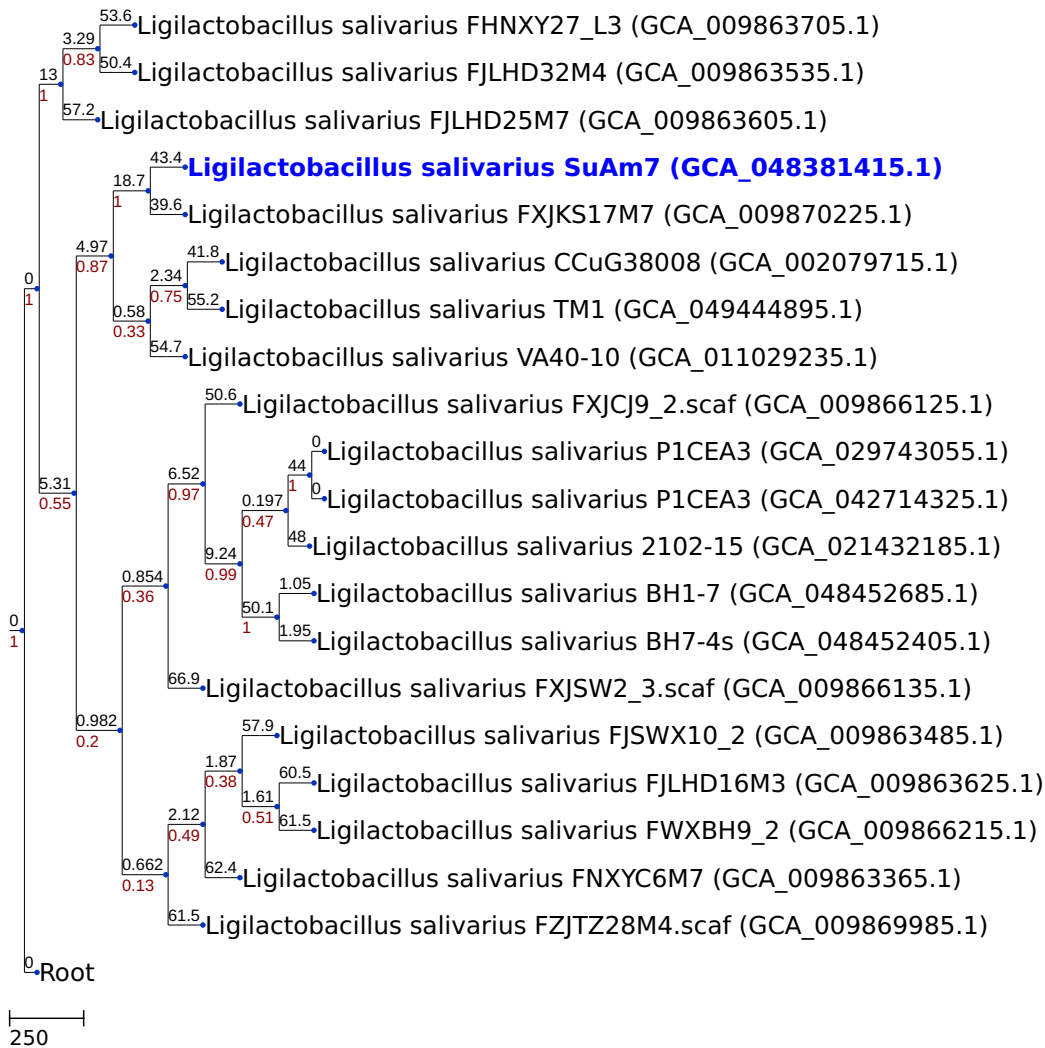 53.6
Ligilactobacillus salivarius FHNXY27_L3 (GCA_009863705.1)
3.29
0.83
50.4
Ligilactobacillus salivarius FJLHD32M4 (GCA_009863535.1)
13
1
57.2
Ligilactobacillus salivarius FJLHD25M7 (GCA_009863605.1)
43.4
Ligilactobacillus salivarius SuAm7 (GCA_048381415.1)
18.7
1
39.6
Ligilactobacillus salivarius FXJKS17M7 (GCA_009870225.1)
4.97
0.87
41.8
Ligilactobacillus salivarius CCuG38008 (GCA_002079715.1)
2.34
0.75
55.2
Ligilactobacillus salivarius TM1 (GCA_049444895.1)
0
1
0.58
0.33
54.7
Ligilactobacillus salivarius VA40-10 (GCA_011029235.1)
50.6
Ligilactobacillus salivarius FXJCJ9_2.scaf (GCA_009866125.1)
0
Ligilactobacillus salivarius P1CEA3 (GCA_029743055.1)
6.52
0.97
44
1
0
Ligilactobacillus salivarius P1CEA3 (GCA_042714325.1)
5.31
0.55
0.197
0.47
48
Ligilactobacillus salivarius 2102-15 (GCA_021432185.1)
9.24
0.99
0.854
0.36
1.05
Ligilactobacillus salivarius BH1-7 (GCA_048452685.1)
50.1
1
1.95
Ligilactobacillus salivarius BH7-4s (GCA_048452405.1)
0
1
66.9
Ligilactobacillus salivarius FXJSW2_3.scaf (GCA_009866135.1)
0.982
0.2
57.9
Ligilactobacillus salivarius FJSWX10_2 (GCA_009863485.1)
1.87
0.38
60.5
Ligilactobacillus salivarius FJLHD16M3 (GCA_009863625.1)
1.61
0.51
2.12
0.49
61.5
Ligilactobacillus salivarius FWXBH9_2 (GCA_009866215.1)
0.662
0.13
62.4
Ligilactobacillus salivarius FNXYC6M7 (GCA_009863365.1)
61.5
Ligilactobacillus salivarius FZJTZ28M4.scaf (GCA_009869985.1)
0
Root
250